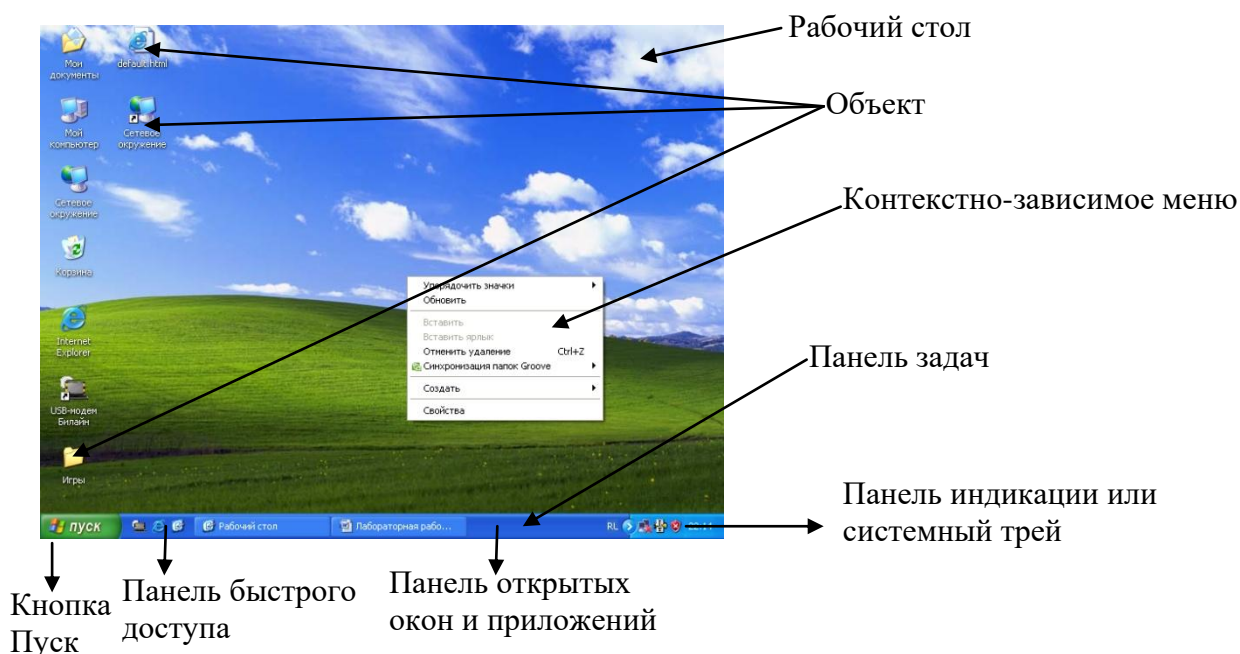 Рабочий стол
Объект
Контекстно-зависимое меню
Панель задач
Панель индикации или
системный трей
Мои
документы
default.html
Мой
компьютер
Сетевое
окружение
Сетевое
окружение
Корзина
Internet
Explorer
USB-модем
Билайн
Игры
Упорядочить значки
Обновить
Вставить
Вставить ярлык
Отменить удаление Ctrl+Z
Синхронизация папок Groove
Создать
Свойства
пуск
Рабочий стол
Лабораторная рабо...
RL
Кнопка
Пуск
Панель быстрого
доступа
Панель открытых
окон и приложений